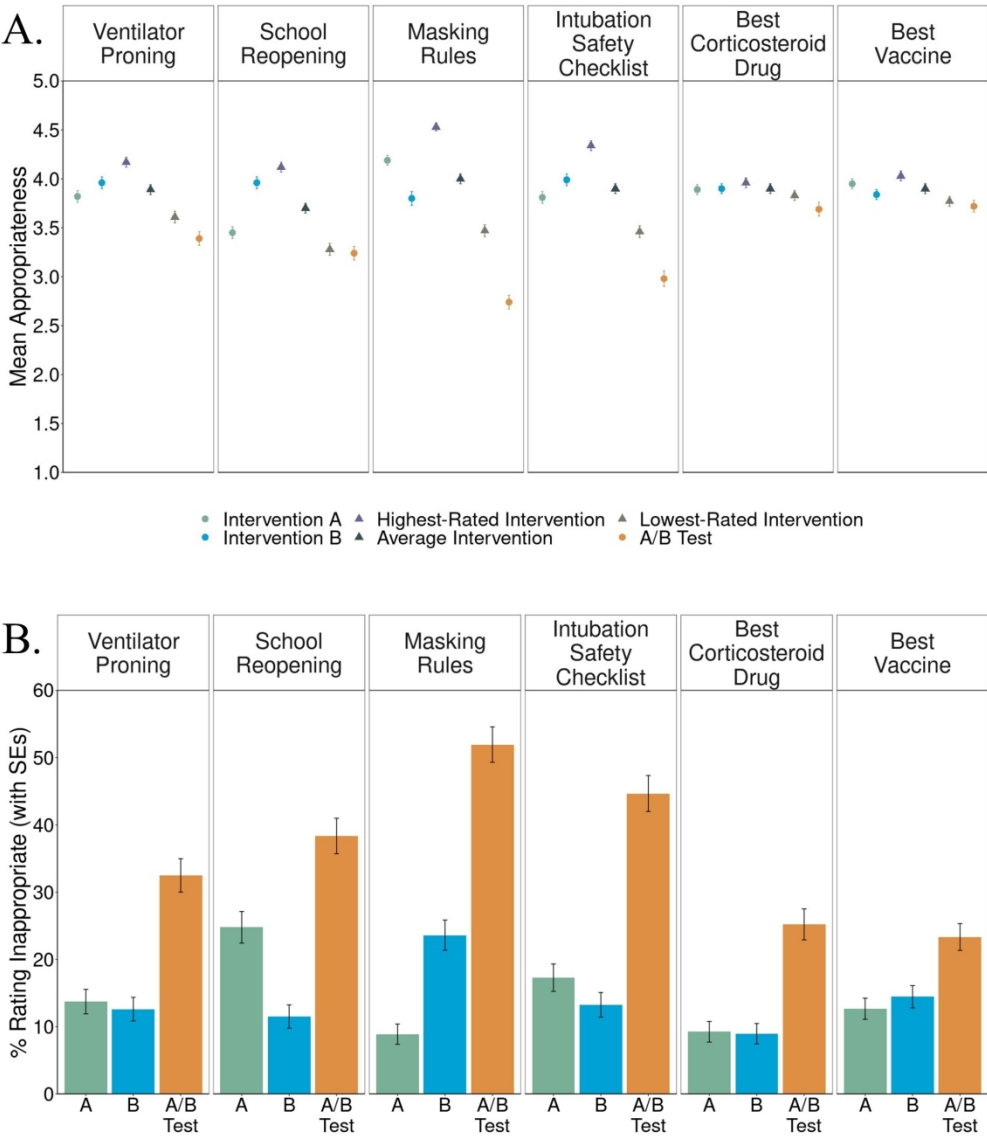 A.
Ventilator
Proning
School
Reopening
Masking
Rules
Intubation
Safety
Checklist
Best
Corticosteroid
Drug
Best
Vaccine
Mean Appropriateness
5.0
4.5
4.0
3.5
3.0
2.5
2.0
1.5
1.0
Intervention A
Highest-Rated Intervention
Lowest-Rated Intervention
Intervention B
Average Intervention
A/B Test
B.
Ventilator
Proning
School
Reopening
Masking
Rules
Intubation
Safety
Checklist
Best
Corticosteroid
Drug
Best
Vaccine
% Rating Inappropriate (with SEs)
60
50
40
30
20
10
0
A
B
A/B
Test
A
B
A/B
Test
A
B
A/B
Test
A
B
A/B
Test
A
B
A/B
Test
A
B
A/B
Test